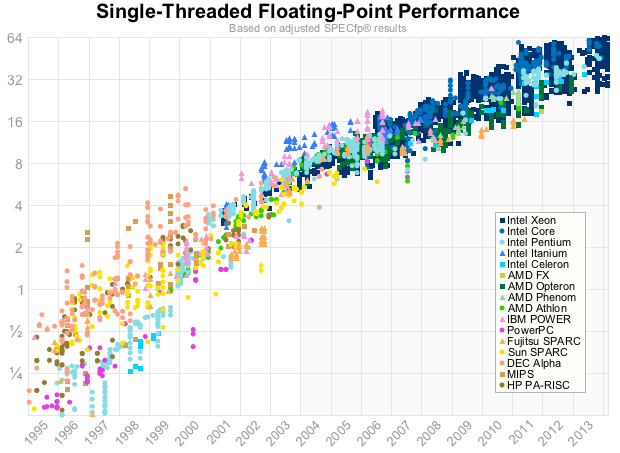 Single-Threaded Floating-Point Performance
Based on adjusted SPECfp® results
64
32
16
8
4
2
1
½
¼
Intel Xeon
Intel Core
Intel Pentium
Intel Itanium
Intel Celeron
AMD FX
AMD Opteron
AMD Phenom
AMD Athlon
IBM POWER
PowerPC
Fujitsu SPARC
Sun SPARC
DEC Alpha
MIPS
HP PA-RISC
1995
1996
1997
1998
1999
2000
2001
2002
2003
2004
2005
2006
2007
2008
2009
2010
2011
2012
2013